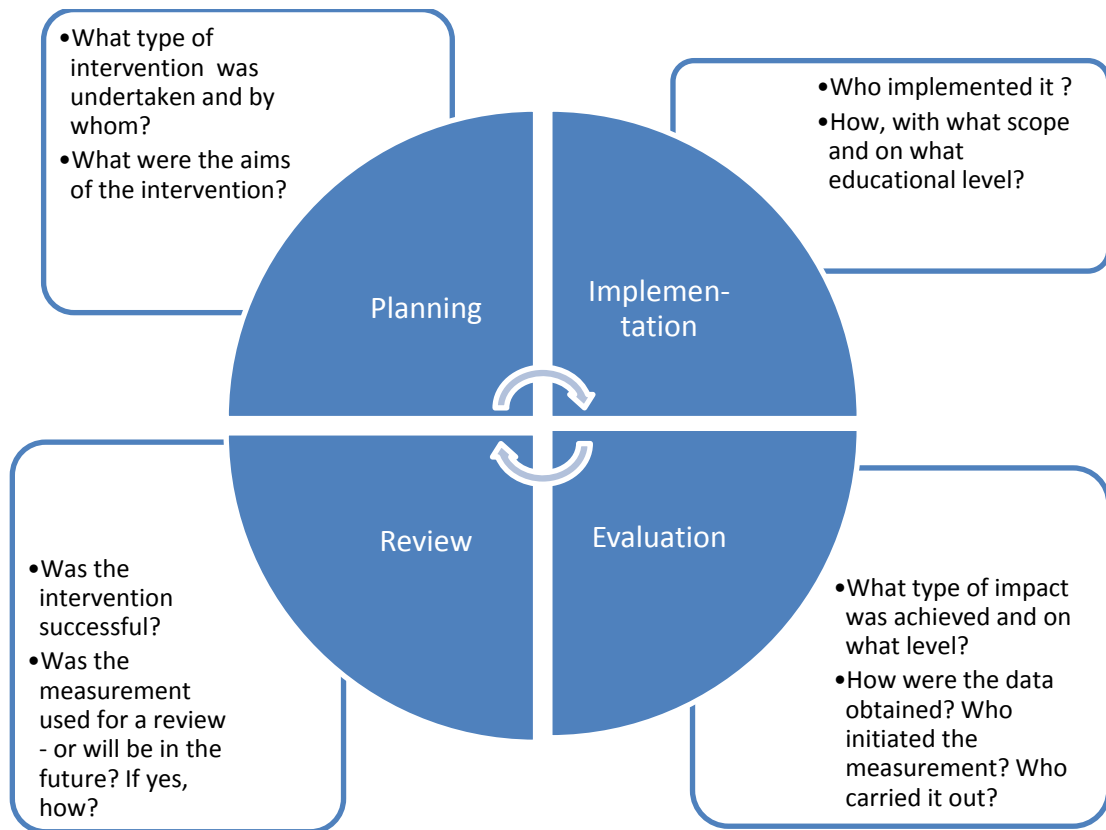 •What type of
intervention was
undertaken and by
whom?
•What were the aims
of the intervention?
•Who implemented it ?
•How, with what scope
and on what
educational level?
Planning
Implemen-
tation
Review
Evaluation
•Was the
intervention
successful?
•Was the
measurement
used for a review
- or will be in the
future? If yes,
how?
•What type of impact
was achieved and on
what level?
•How were the data
obtained? Who
initiated the
measurement? Who
carried it out?